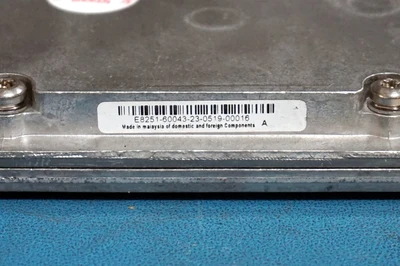 E8251-60043-23-0519-00016
Made in malaysia of domestic and foreign Components A